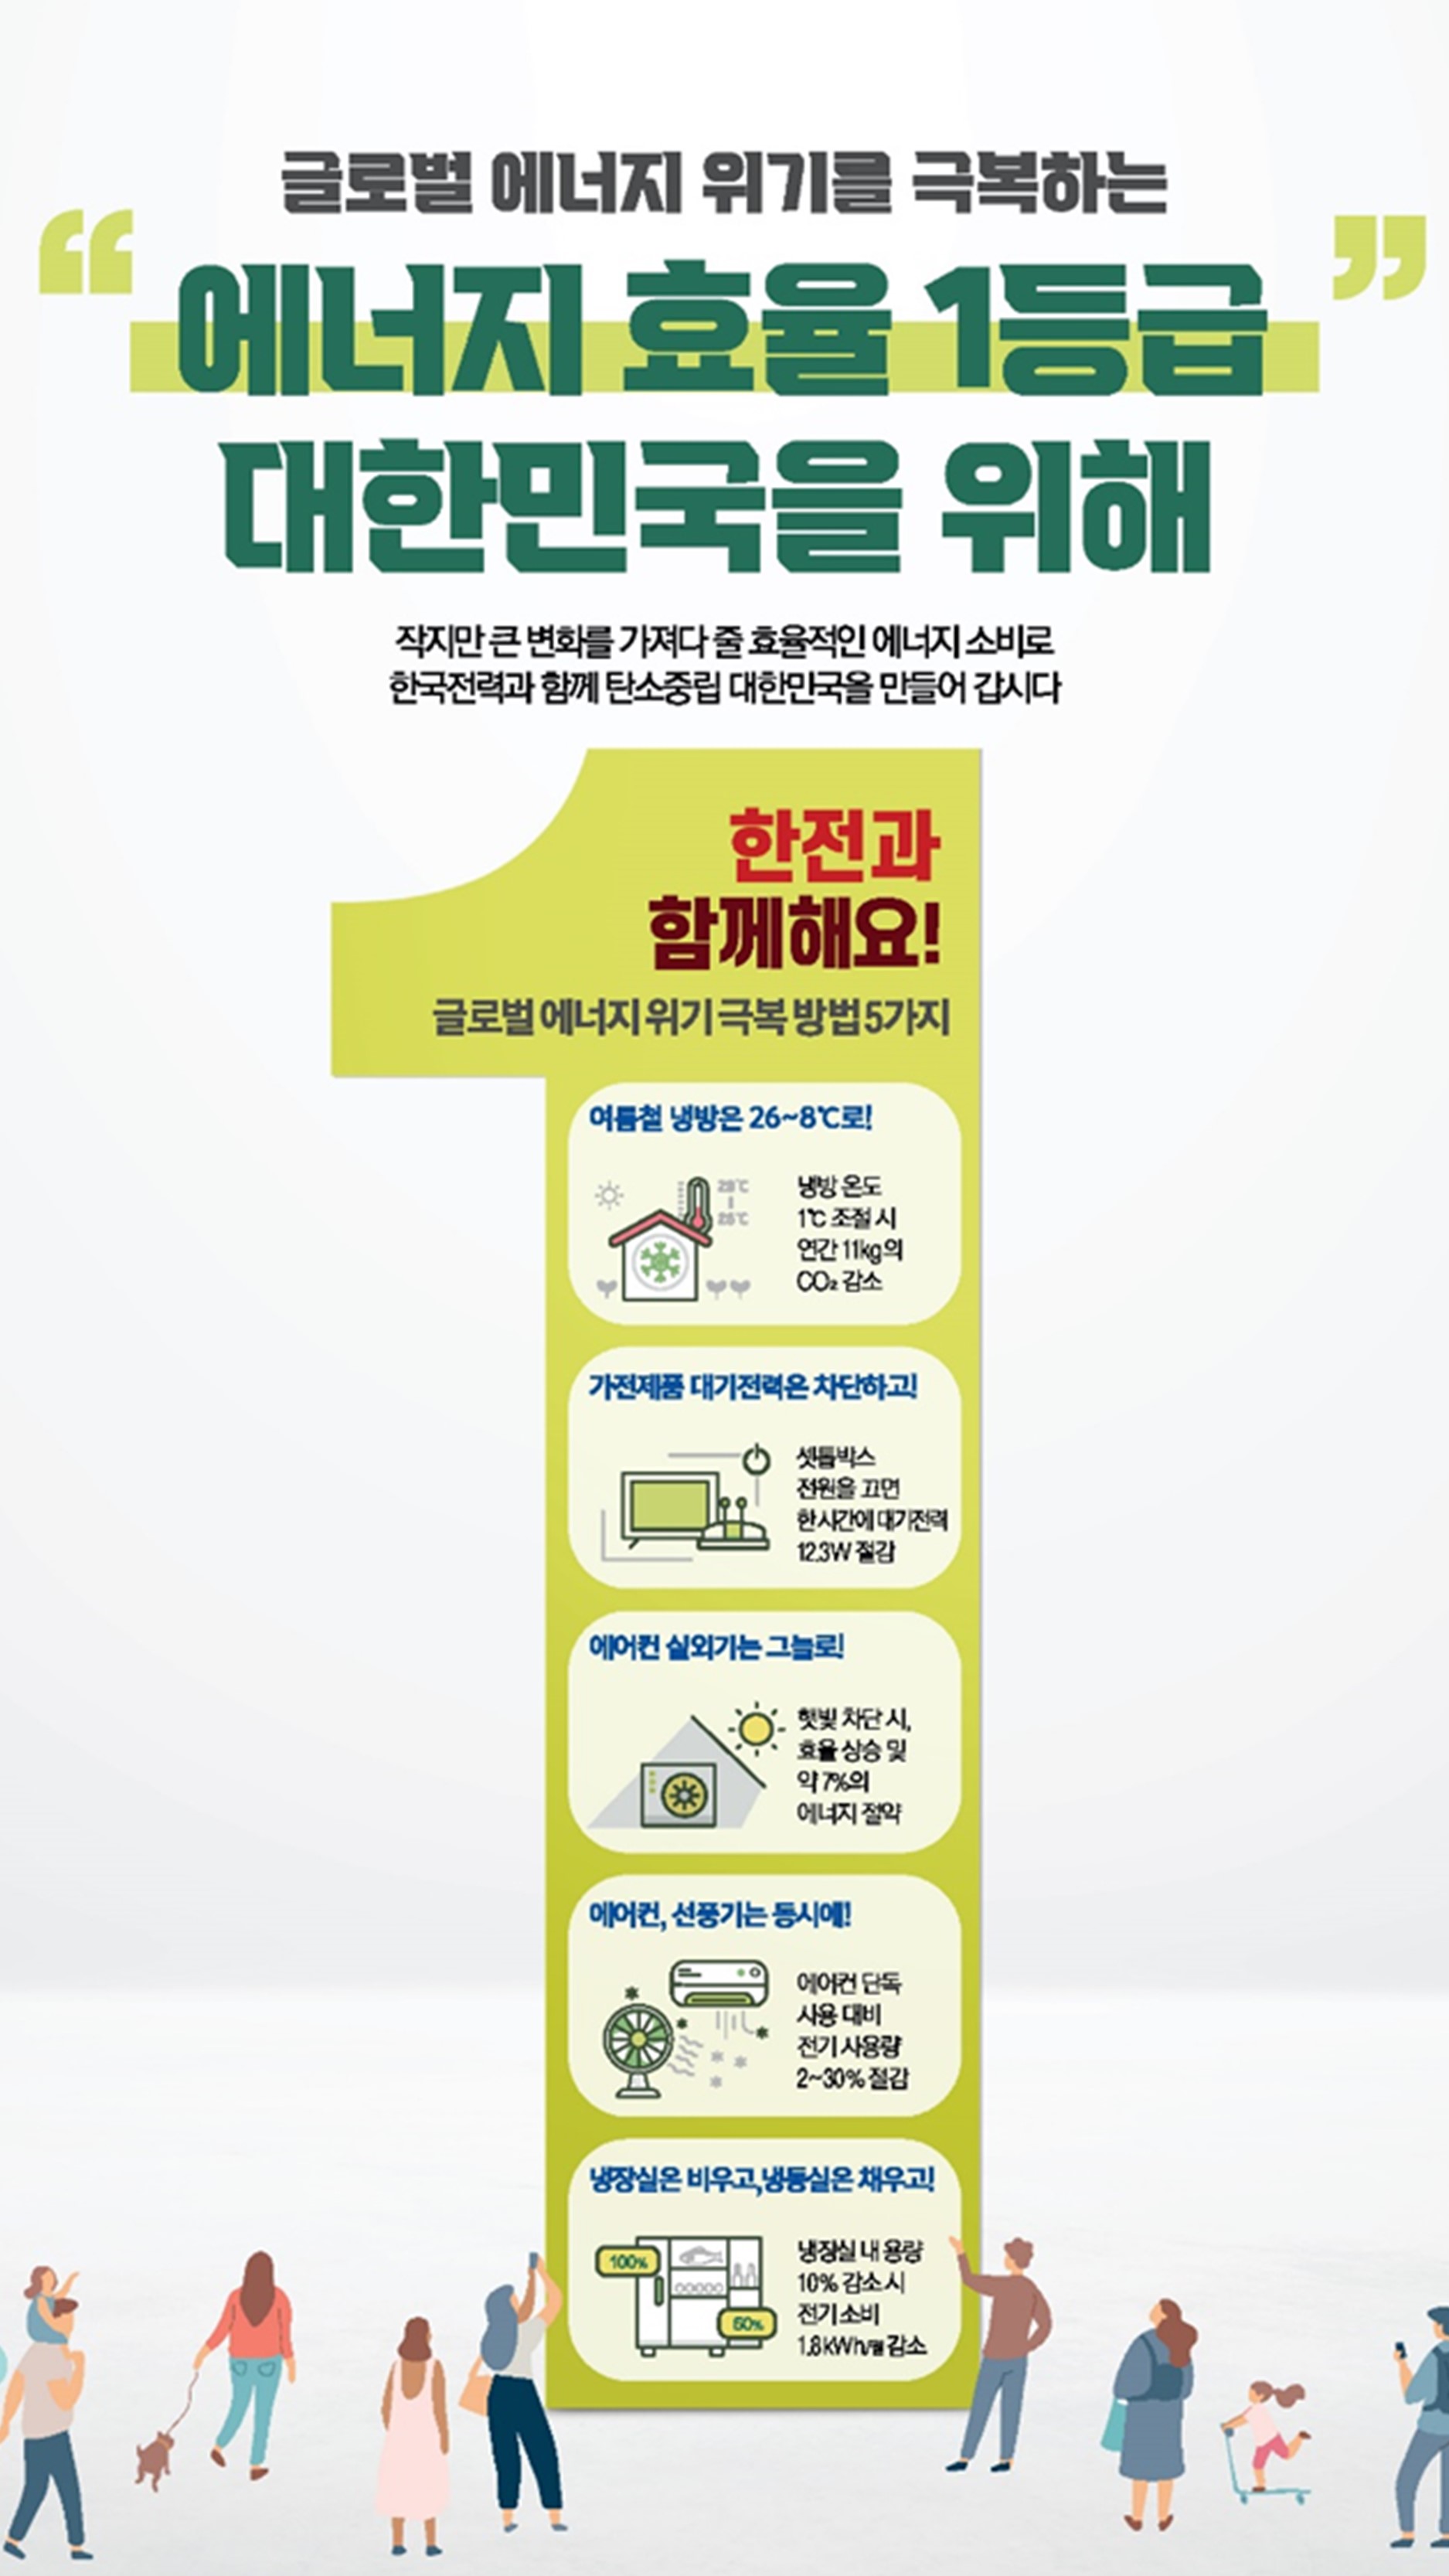 글로벌 에너지 위기를 극복하는
“에너지 효율 1등급”
대한민국을 위해
작지만 큰 변화를 가져다 줄 효율적인 에너지 소비로
한국전력과 함께 탄소중립 대한민국을 만들어 갑시다
한전과
함께해요!
글로벌 에너지 위기 극복 방법 5가지
여름철 냉방은 26~8℃로!
28℃
26℃
냉방 온도
1℃ 조절 시
연간 11kg의
CO₂ 감소
가전제품 대기전력은 차단하고!
셋톱박스
전원을 끄면
한 시간에 대기전력
12.3W 절감
에어컨 실외기는 그늘로!
햇빛 차단 시,
효율 상승 및
약 7%의
에너지 절약
에어컨, 선풍기는 동시에!
에어컨 단독
사용 대비
전기 사용량
2~30% 절감
냉장실은 비우고, 냉동실은 채우고!
100%
60%
냉장실 내 용량
10% 감소 시
전기 소비
1.8kWh/월 감소